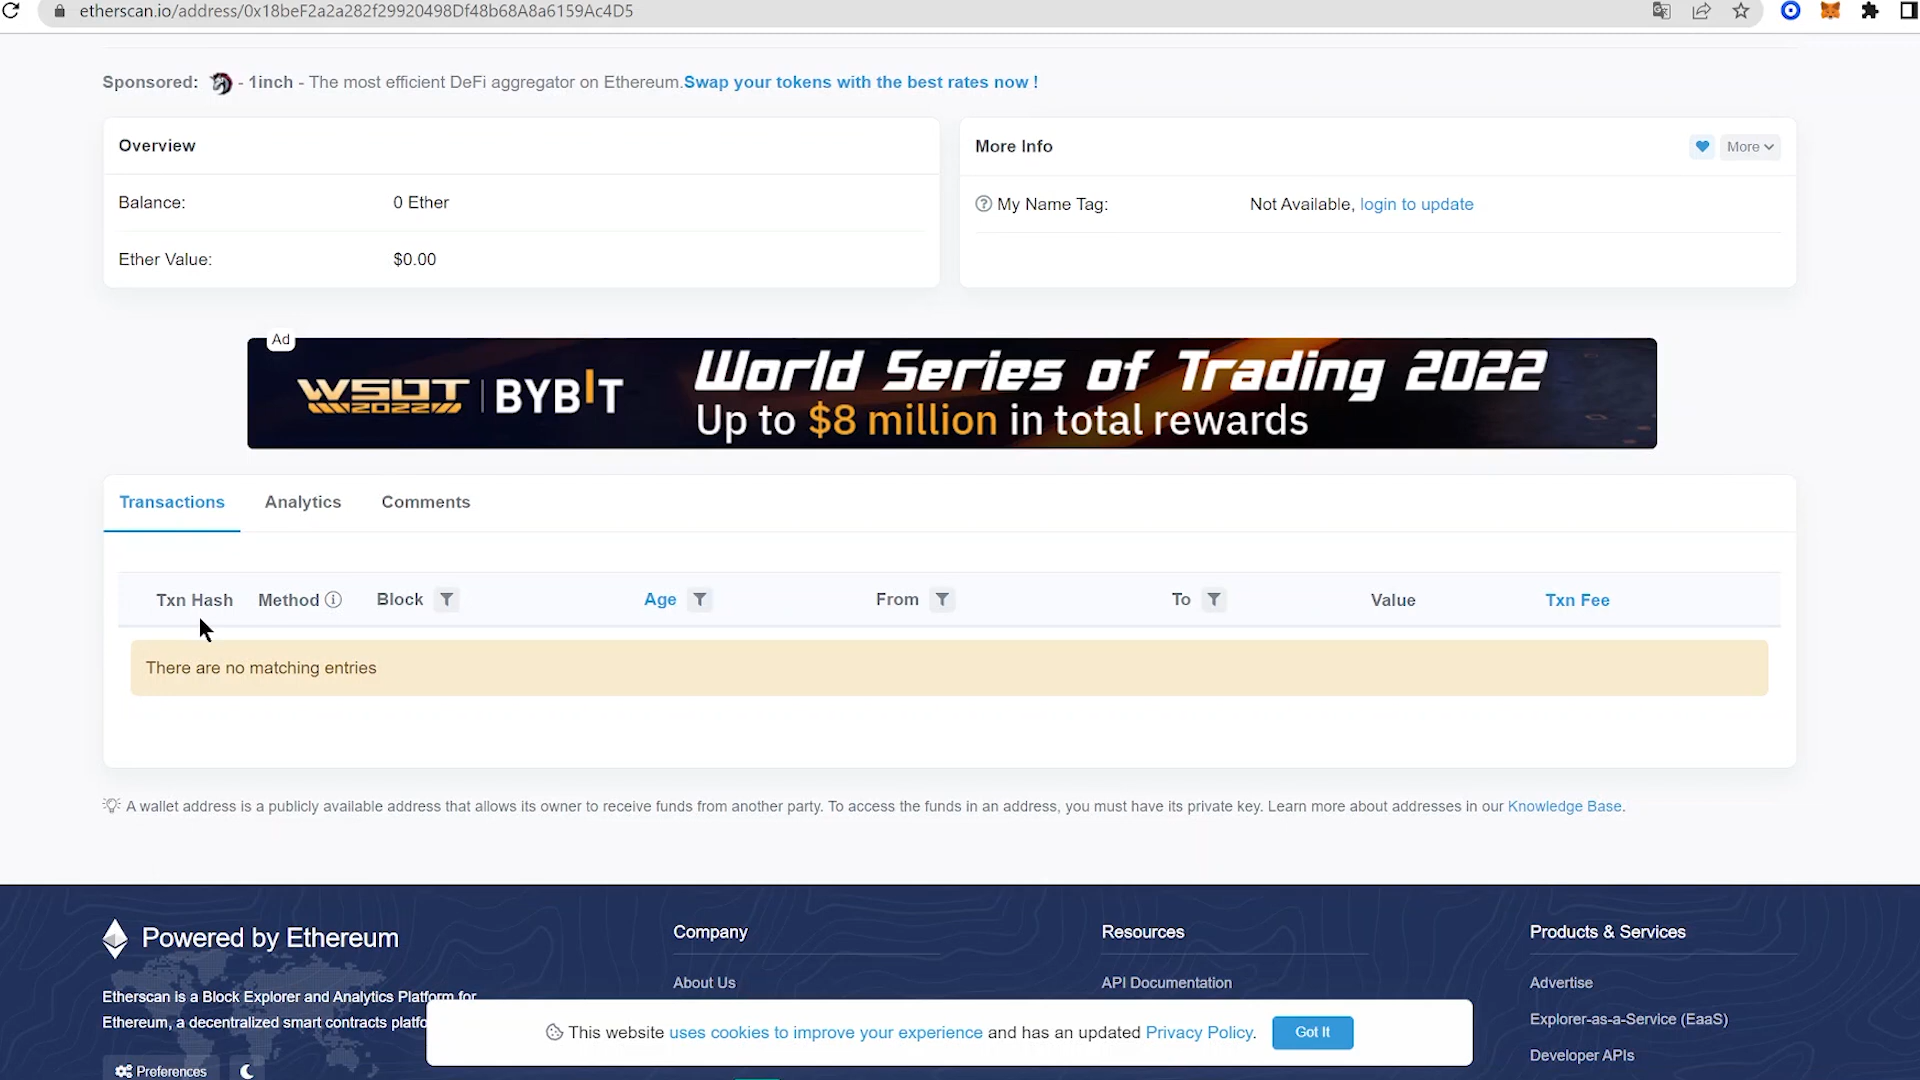 etherscan.io/address/0x18beF2a2a282f29920498Df48b68A8a6159Ac4D5
Sponsored: - 1inch - The most efficient DeFi aggregator on Ethereum.Swap your tokens with the best rates now !
Overview
Balance: 0 Ether
Ether Value: $0.00
More Info
More
My Name Tag: Not Available, login to update
Ad
WSOT 2022 | BYBIT
World Series of Trading 2022
Up to $8 million in total rewards
Transactions Analytics Comments
Txn Hash Method Block Age From To Value Txn Fee
There are no matching entries
A wallet address is a publicly available address that allows its owner to receive funds from another party. To access the funds in an address, you must have its private key. Learn more about addresses in our Knowledge Base.
Powered by Ethereum
Etherscan is a Block Explorer and Analytics Platform for
Ethereum, a decentralized smart contracts platfo
Preferences
Company
About Us
Resources
API Documentation
Products & Services
Advertise
Explorer-as-a-Service (EaaS)
Developer APIs
This website uses cookies to improve your experience and has an updated Privacy Policy.
Got It